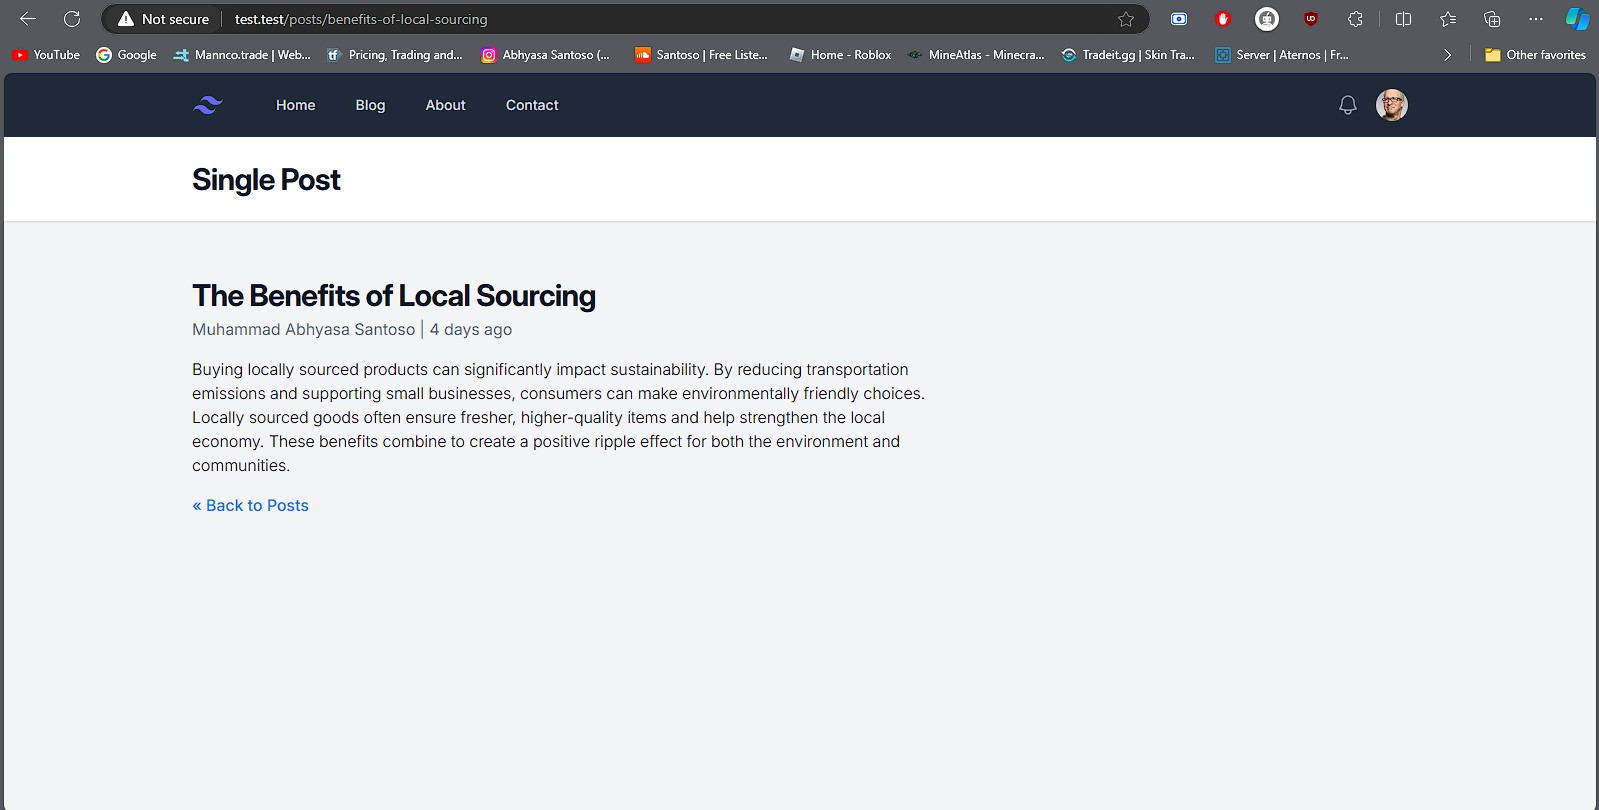 Not secure test.test/posts/benefits-of-local-sourcing
YouTube Google Mannco.trade | Web... Pricing, Trading and... Abhyasa Santoso (... Santoso | Free Liste... Home - Roblox MineAtlas - Minecra... Tradeit.gg | Skin Tra... Server | Aternos | Fr... Other favorites
Home Blog About Contact
Single Post
The Benefits of Local Sourcing
Muhammad Abhyasa Santoso | 4 days ago
Buying locally sourced products can significantly impact sustainability. By reducing transportation
emissions and supporting small businesses, consumers can make environmentally friendly choices.
Locally sourced goods often ensure fresher, higher-quality items and help strengthen the local
economy. These benefits combine to create a positive ripple effect for both the environment and
communities.
« Back to Posts